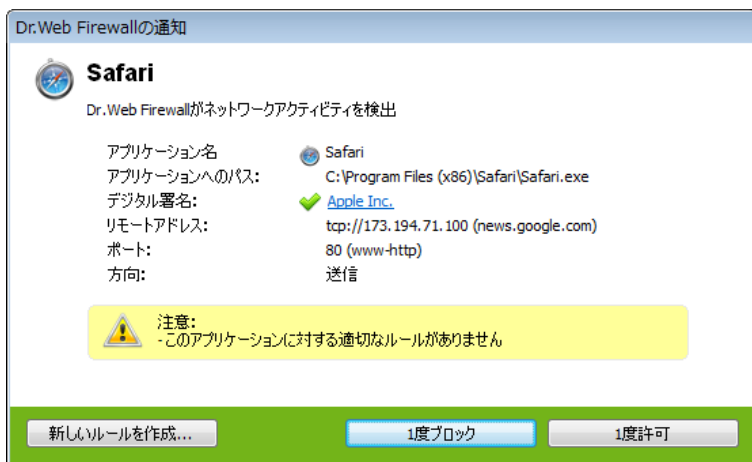 Dr.Web Firewallの通知
Safari
Dr.Web Firewallがネットワークアクティビティを検出
アプリケーション名 Safari
アプリケーションへのパス: C:\Program Files (x86)\Safari\Safari.exe
デジタル署名: Apple Inc.
リモートアドレス: tcp://173.194.71.100 (news.google.com)
ポート: 80 (www-http)
方向: 送信
注意:
-このアプリケーションに対する適切なルールがありません
新しいルールを作成... 1度ブロック 1度許可